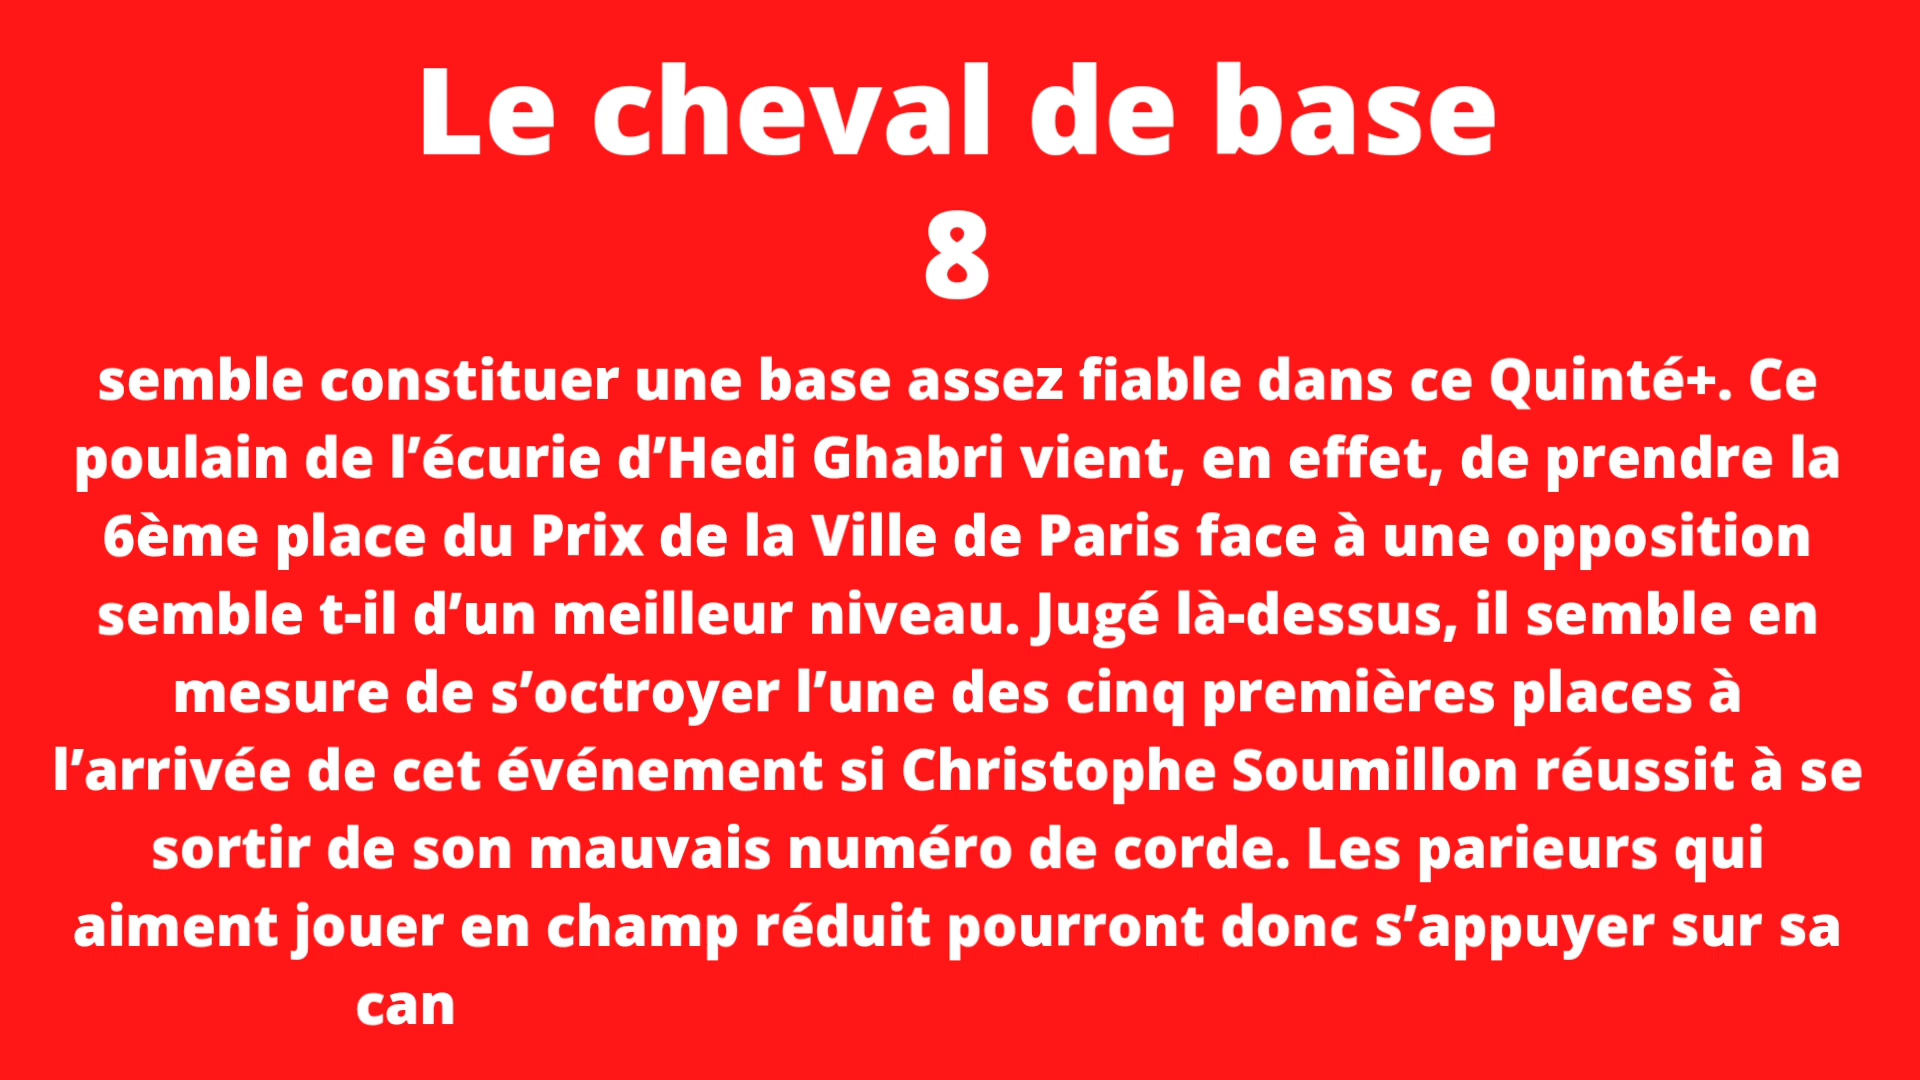 Le cheval de base
8
semble constituer une base assez fiable dans ce Quinté+. Ce
poulain de l’écurie d’Hedi Ghabri vient, en effet, de prendre la
6ème place du Prix de la Ville de Paris face à une opposition
semble t-il d’un meilleur niveau. Jugé là-dessus, il semble en
mesure de s’octroyer l’une des cinq premières places à
l’arrivée de cet événement si Christophe Soumillon réussit à se
sortir de son mauvais numéro de corde. Les parieurs qui
aiment jouer en champ réduit pourront donc s’appuyer sur sa
can